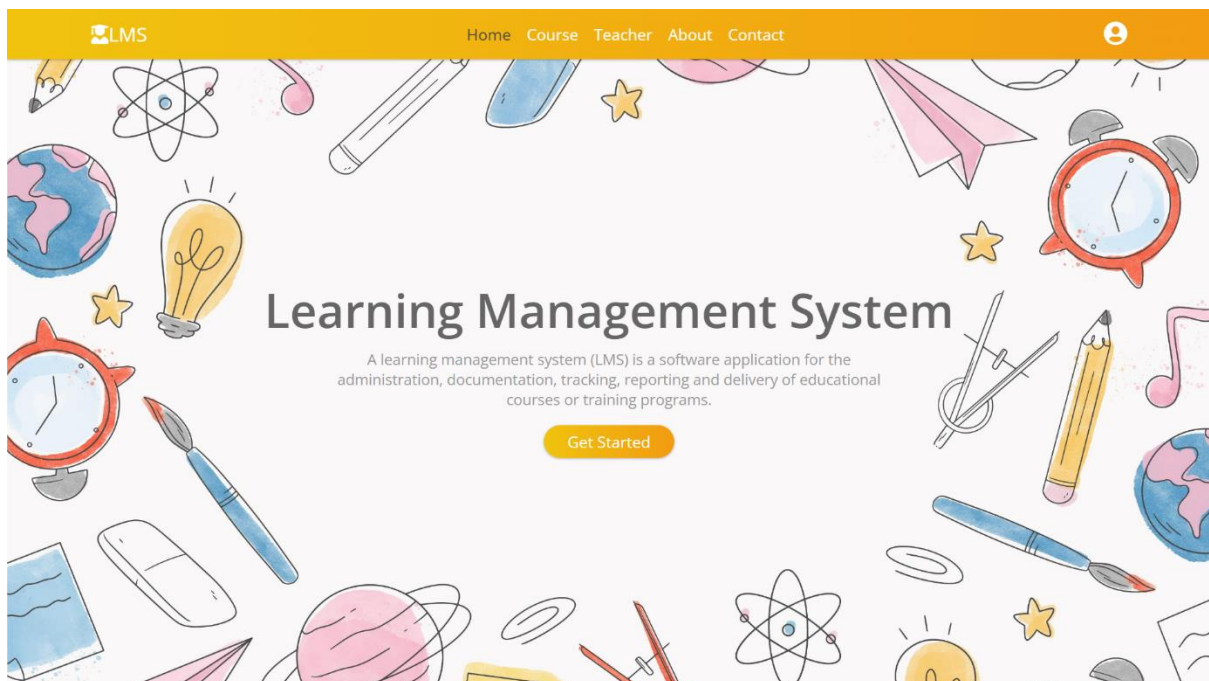 LMS
Home Course Teacher About Contact
Learning Management System
A learning management system (LMS) is a software application for the
administration, documentation, tracking, reporting and delivery of educational
courses or training programs.
Get Started